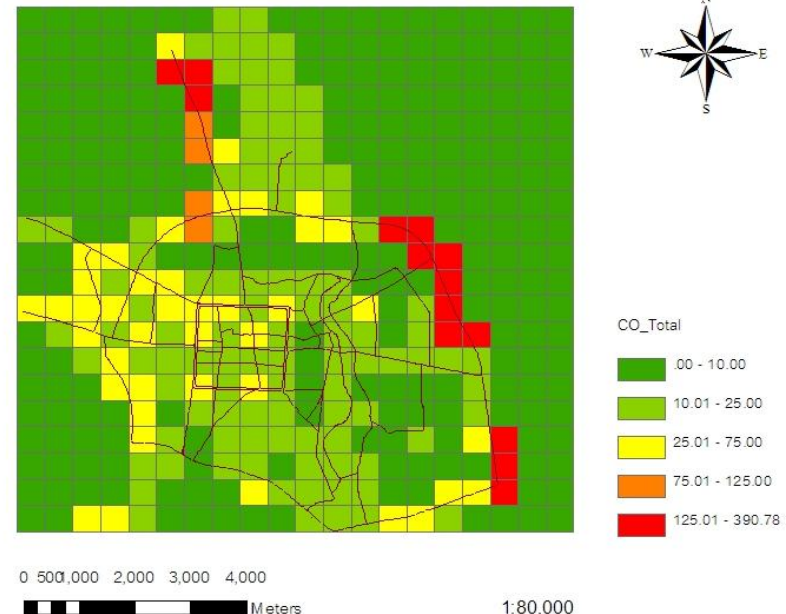 N
W
E
S
CO_Total
.00 - 10.00
10.01 - 25.00
25.01 - 75.00
75.01 - 125.00
125.01 - 390.78
0 5001,000 2,000 3,000 4,000
Meters
1:80.000